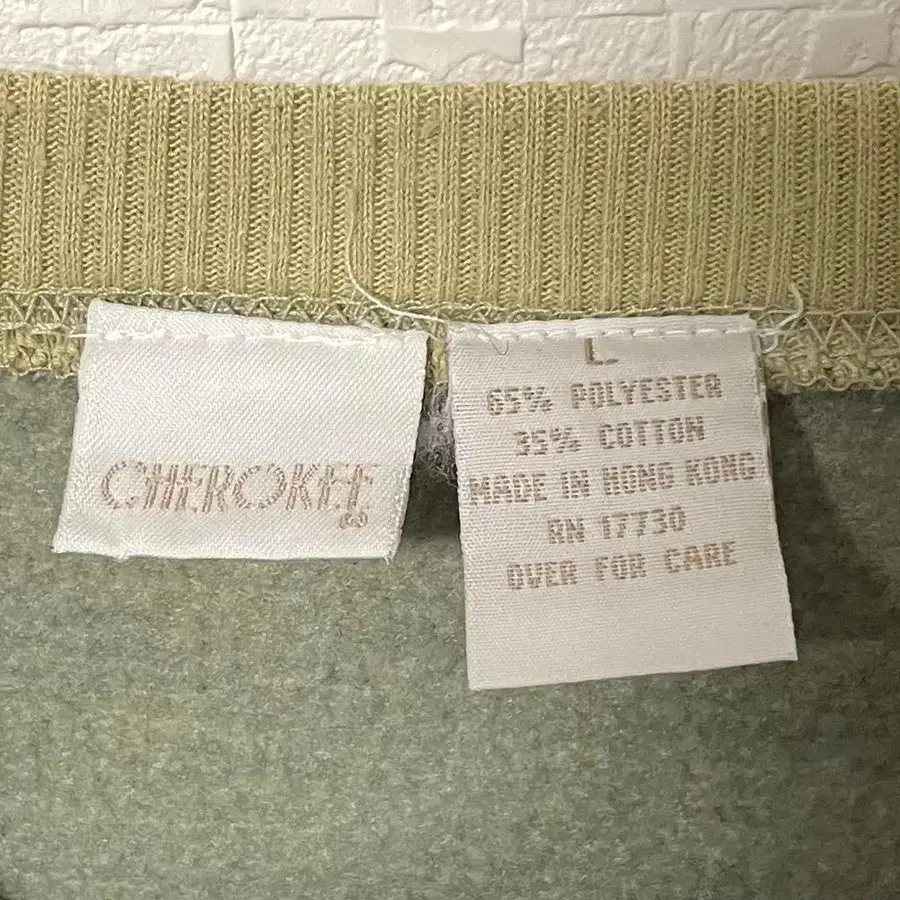 CHEROKEE®
L
65% POLYESTER
35% COTTON
MADE IN HONG KONG
RN 17730
OVER FOR CARE